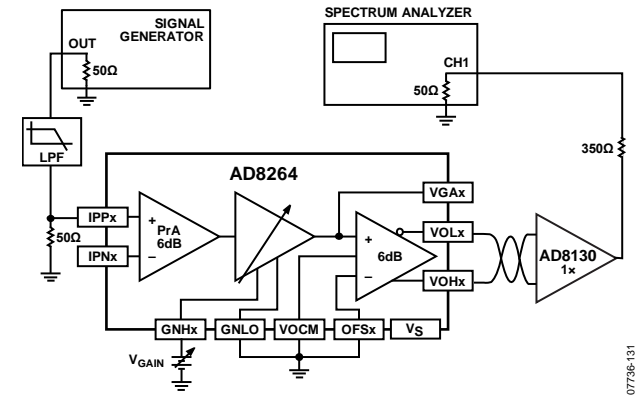 SIGNAL
GENERATOR
OUT
50Ω
SPECTRUM ANALYZER
CH1
50Ω
LPF
350Ω
AD8264
VGAx
IPPx
+
PrA
6dB
–
IPNx
50Ω
+
6dB
–
VOLx
VOHx
AD8130
1×
GNHx
GNLO
VOCM
OFSx
VS
VGAIN
07736-131